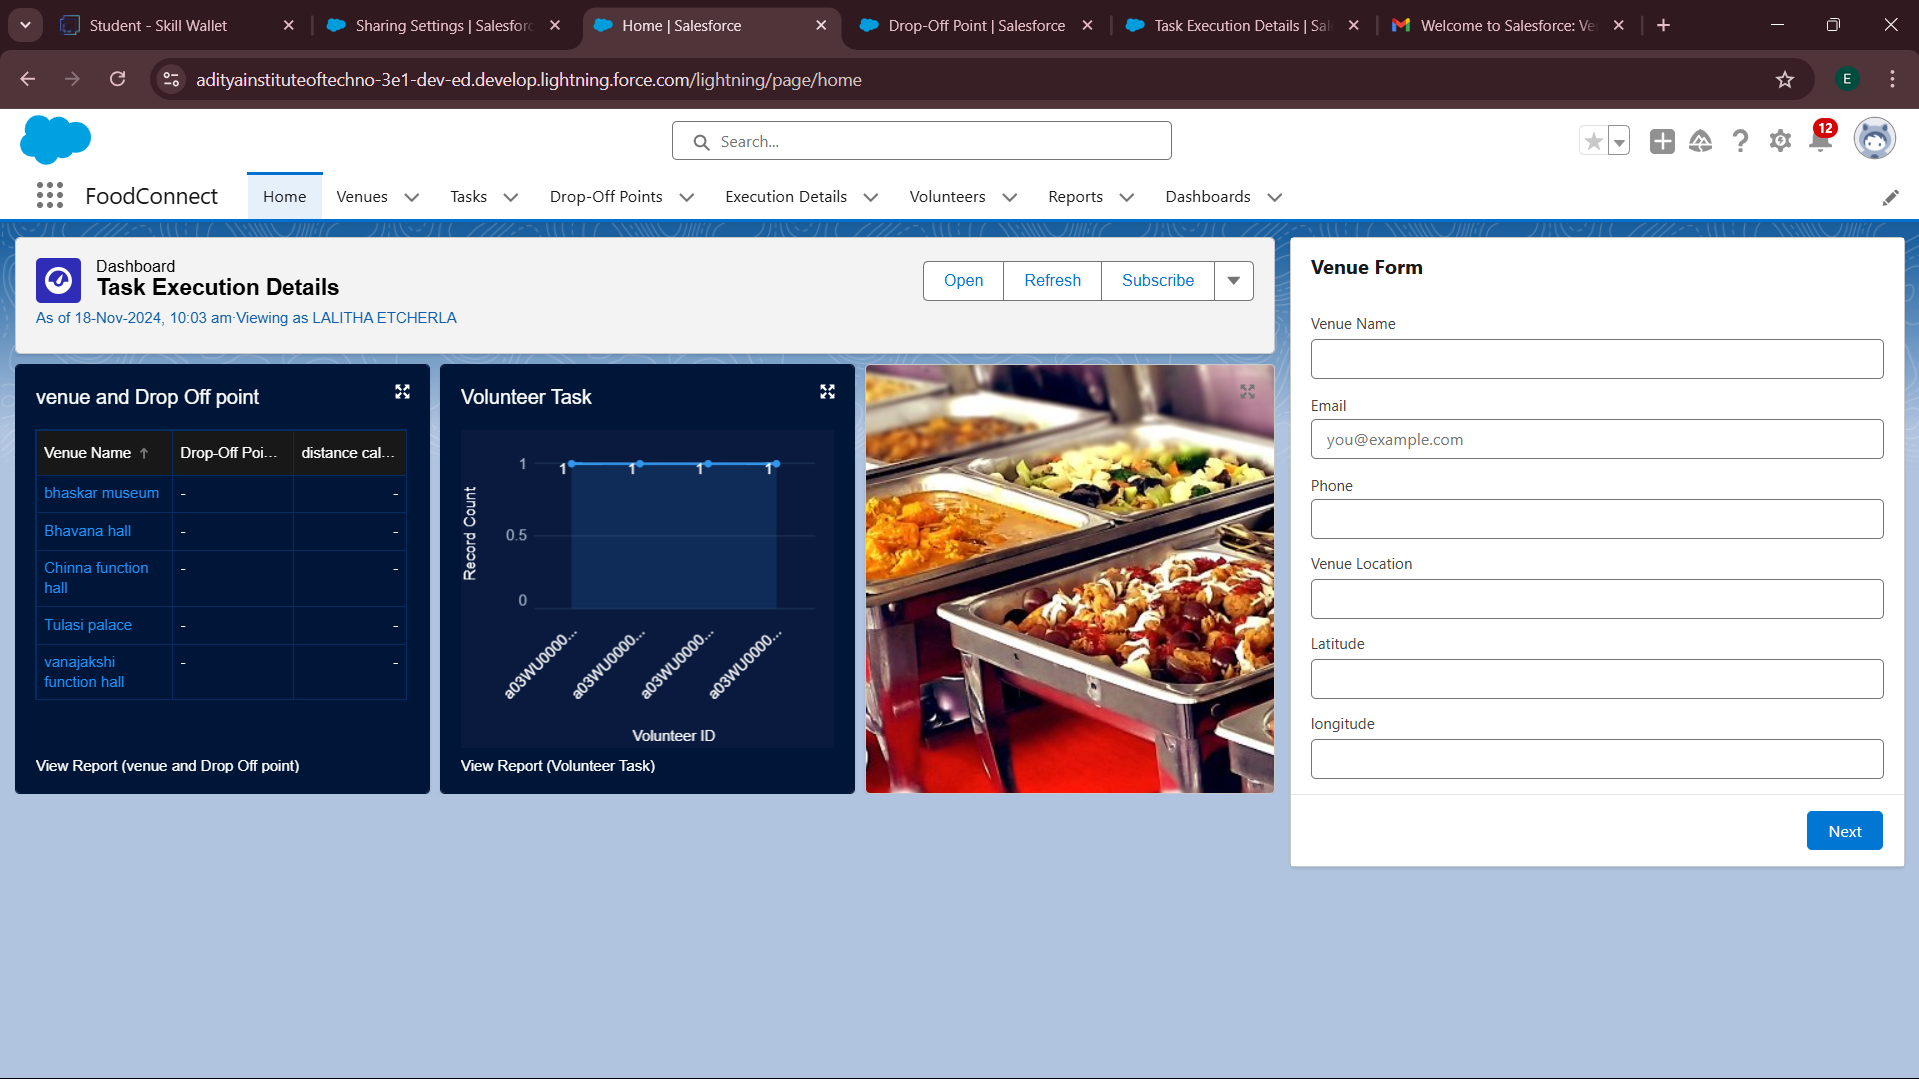 Student - Skill Wallet
Sharing Settings | Salesforc
Home | Salesforce
Drop-Off Point | Salesforce
Task Execution Details | Sal
Welcome to Salesforce: Ve
adityainstituteoftechno-3e1-dev-ed.develop.lightning.force.com/lightning/page/home
E
Search...
12
FoodConnect
Home
Venues
Tasks
Drop-Off Points
Execution Details
Volunteers
Reports
Dashboards
Dashboard
Task Execution Details
As of 18-Nov-2024, 10:03 am·Viewing as LALITHA ETCHERLA
Open
Refresh
Subscribe
venue and Drop Off point
Venue Name ↑
Drop-Off Poi...
distance cal...
bhaskar museum - -
Bhavana hall - -
Chinna function - -
hall
Tulasi palace - -
vanajakshi - -
function hall
View Report (venue and Drop Off point)
Volunteer Task
Record Count
1
0.5
0
1 1 1 1
a03WU0000...
a03WU0000...
a03WU0000...
a03WU0000...
Volunteer ID
View Report (Volunteer Task)
Venue Form
Venue Name
Email
you@example.com
Phone
Venue Location
Latitude
longitude
Next